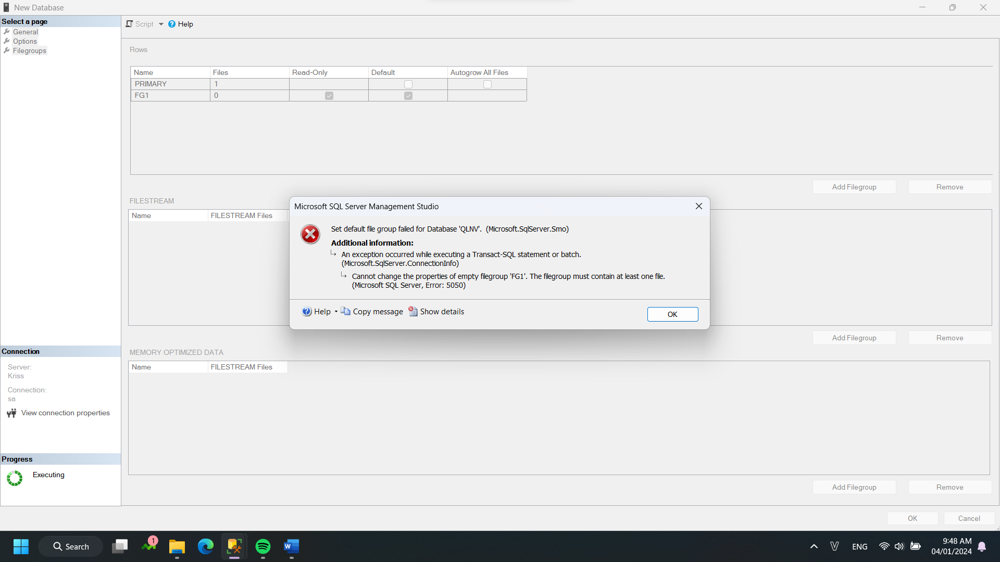 New Database
Select a page
General
Options
Filegroups
Script
Help
Rows
Name Files Read-Only Default Autogrow All Files
PRIMARY 1
FG1 0
Add Filegroup Remove
FILESTREAM
Name FILESTREAM Files
Microsoft SQL Server Management Studio
Set default file group failed for Database 'QLNV'. (Microsoft.SqlServer.Smo)
Additional information:
An exception occurred while executing a Transact-SQL statement or batch.
(Microsoft.SqlServer.ConnectionInfo)
Cannot change the properties of empty filegroup 'FG1'. The filegroup must contain at least one file.
(Microsoft SQL Server, Error: 5050)
Help Copy message Show details
OK
Add Filegroup Remove
MEMORY OPTIMIZED DATA
Name FILESTREAM Files
Add Filegroup Remove
Connection
Server:
Kriss
Connection:
sa
View connection properties
Progress
Executing
OK Cancel
Search
1
W
V
ENG
9:48 AM
04/01/2024